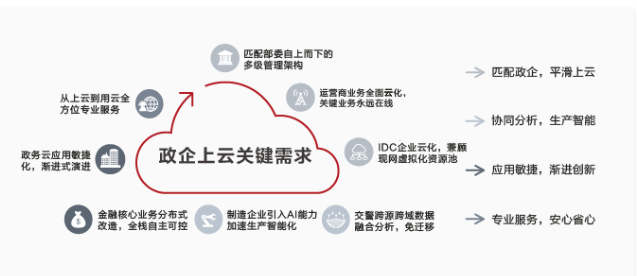 匹配部委自上而下的
多级管理架构
从上云到用云全
方位专业服务
运营商业务全面云化，
关键业务永远在线
政务云应用敏捷
化，渐进式演进
政企上云关键需求
IDC企业云化，兼顾
现网虚拟化资源池
金融核心业务分布式
改造，全栈自主可控
制造企业引入AI能力
加速生产智能化
交警跨源跨域数据
融合分析，免迁移
匹配政企，平滑上云
协同分析，生产智能
应用敏捷，渐进创新
专业服务，安心省心